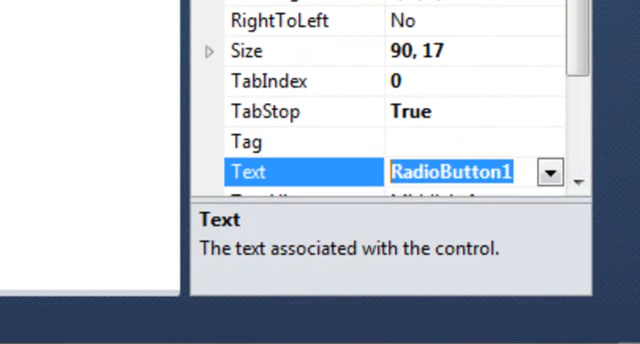 RightToLeft No
Size 90, 17
TabIndex 0
TabStop True
Tag
Text RadioButton1
Text
The text associated with the control.